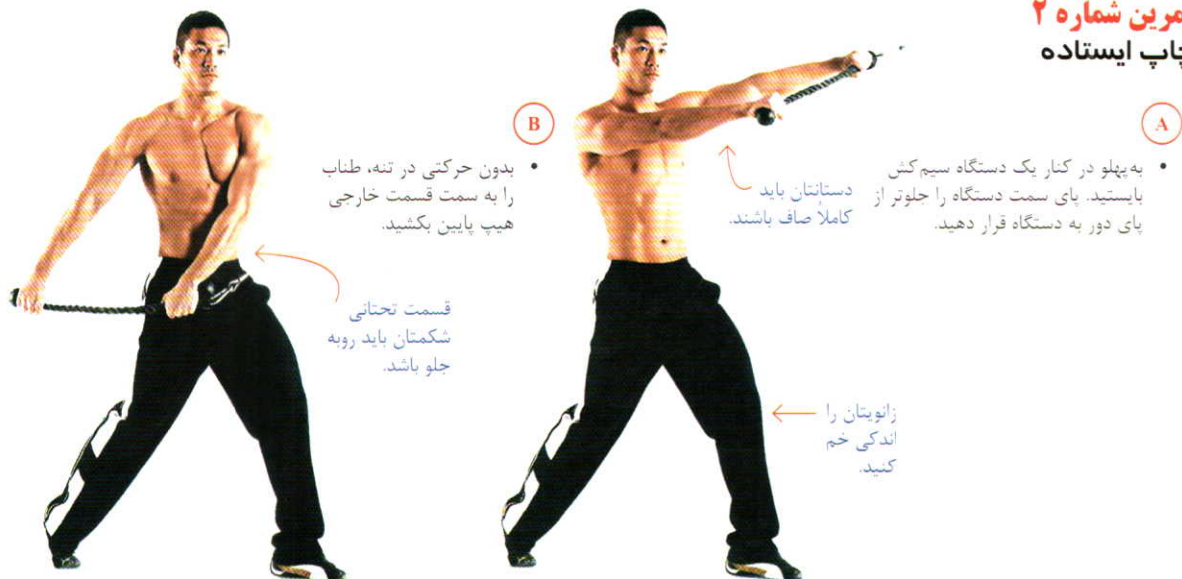 مرین شماره ۲
چاپ ایستاده
A
• به‌پهلو در کنار یک دستگاه سیم‌کش
بایستید. پای سمت دستگاه را جلوتر از
پای دور به دستگاه قرار دهید.
دستانتان باید
کاملاً صاف باشند.
زانویتان را
اندکی خم
کنید.
B
• بدون حرکتی در تنه، طناب
را به سمت قسمت خارجی
هیپ پایین بکشید.
قسمت تحتانی
شکمتان باید روبه
جلو باشد.